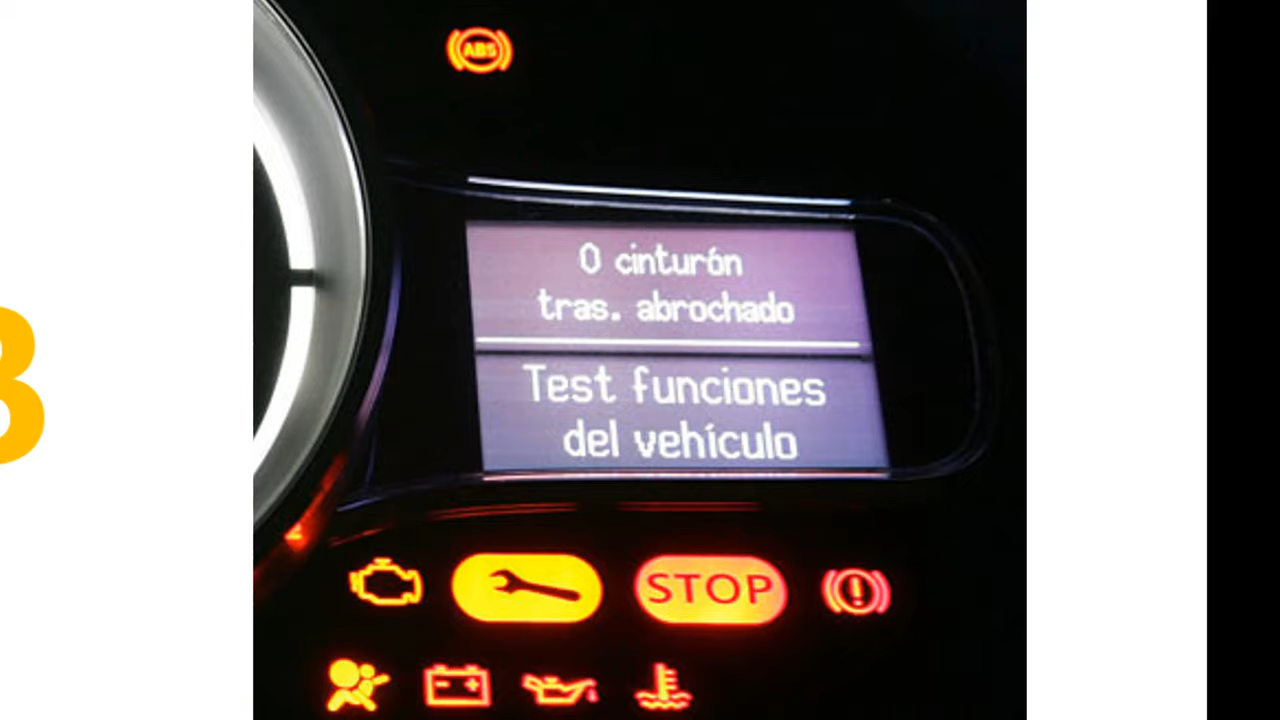 ABS
0 cinturón
tras. abrochado
Test funciones
del vehículo
STOP